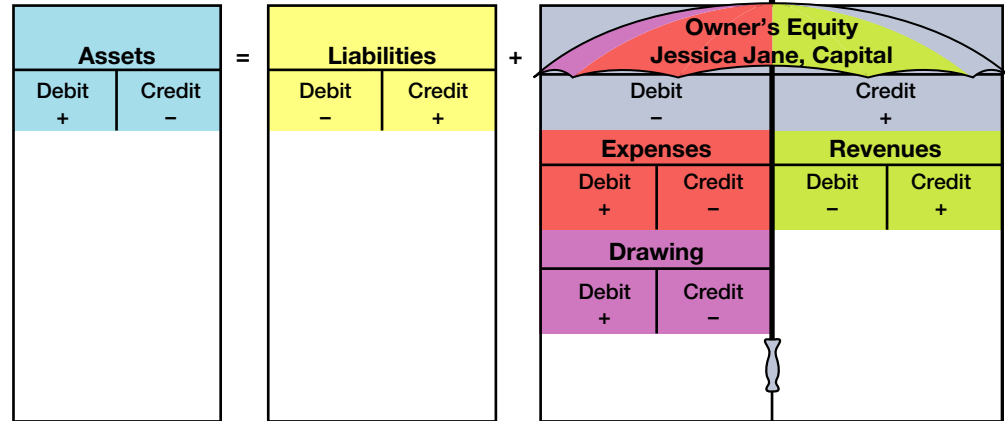 Owner's Equity
Assets = Liabilities + Jessica Jane, Capital
Debit Credit Debit Credit Debit Credit
+ – – + – +
Expenses Revenues
Debit Credit Debit Credit
+ – – +
Drawing
Debit Credit
+ –